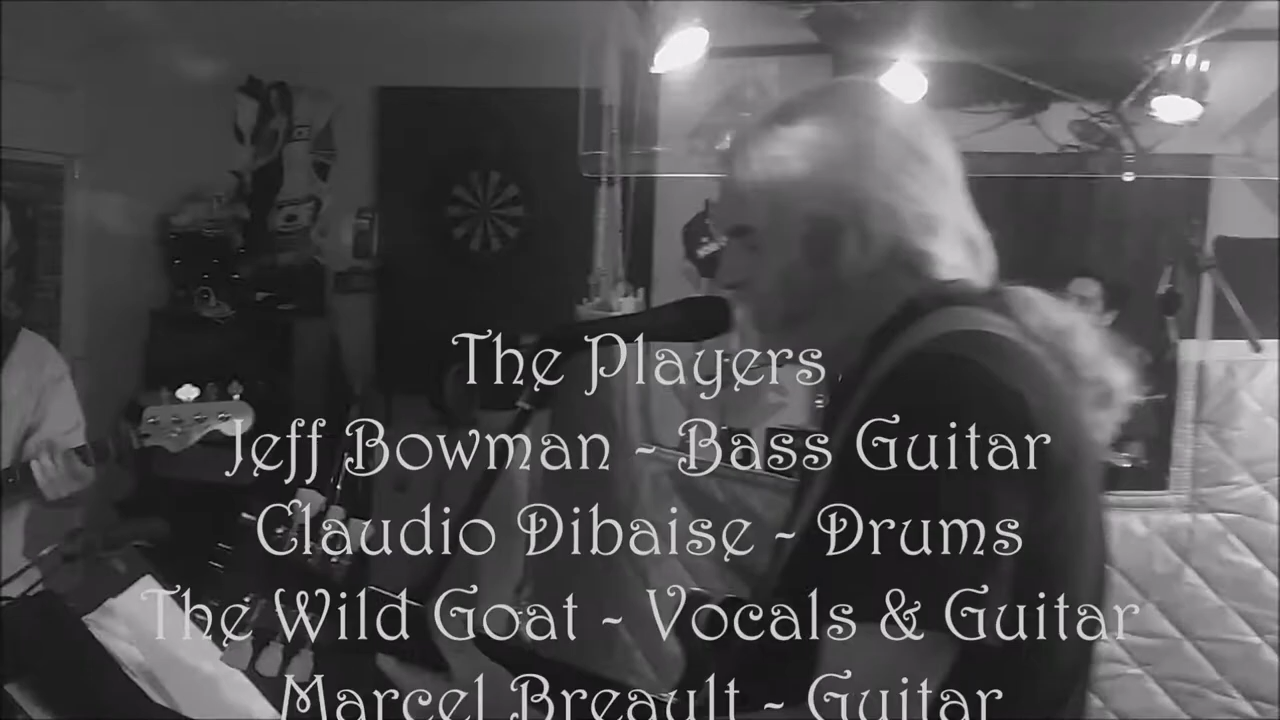 The Players
Jeff Bowman - Bass Guitar
Claudio Dibaise - Drums
The Wild Goat - Vocals & Guitar
Marcel Breault - Guitar